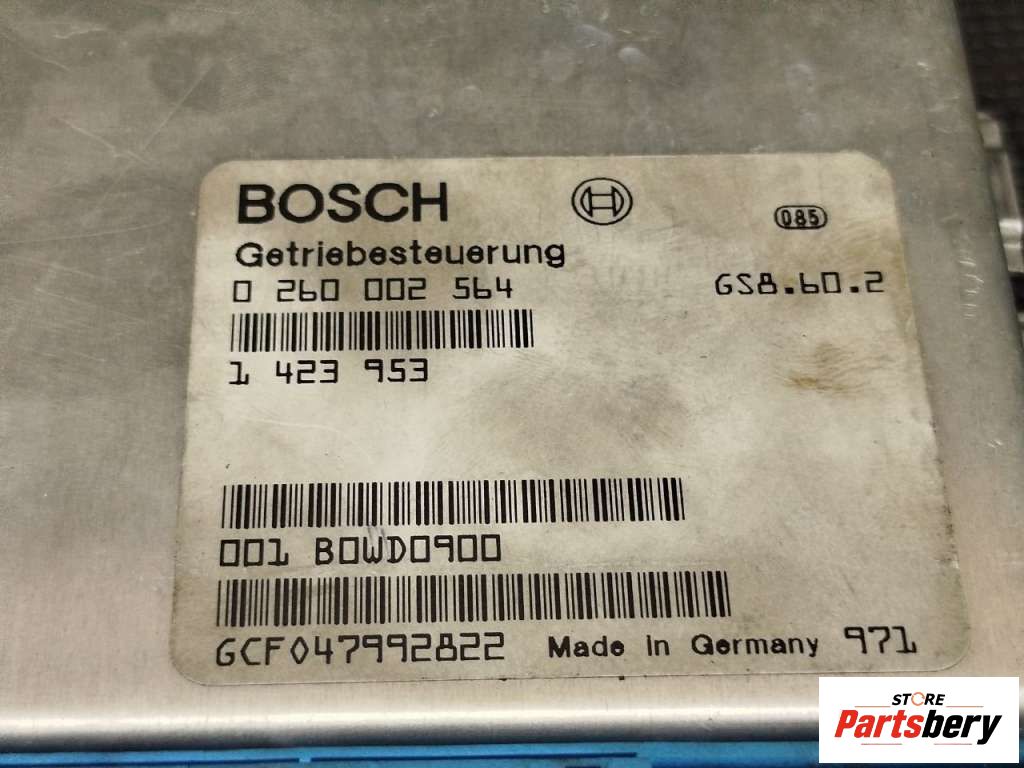 BOSCH
085
Getriebesteuerung
0 260 002 564 GS8.60.2
1 423 953
001 B0WD0900
GCF047992822 Made in Germany 971
STORE
Partsbery